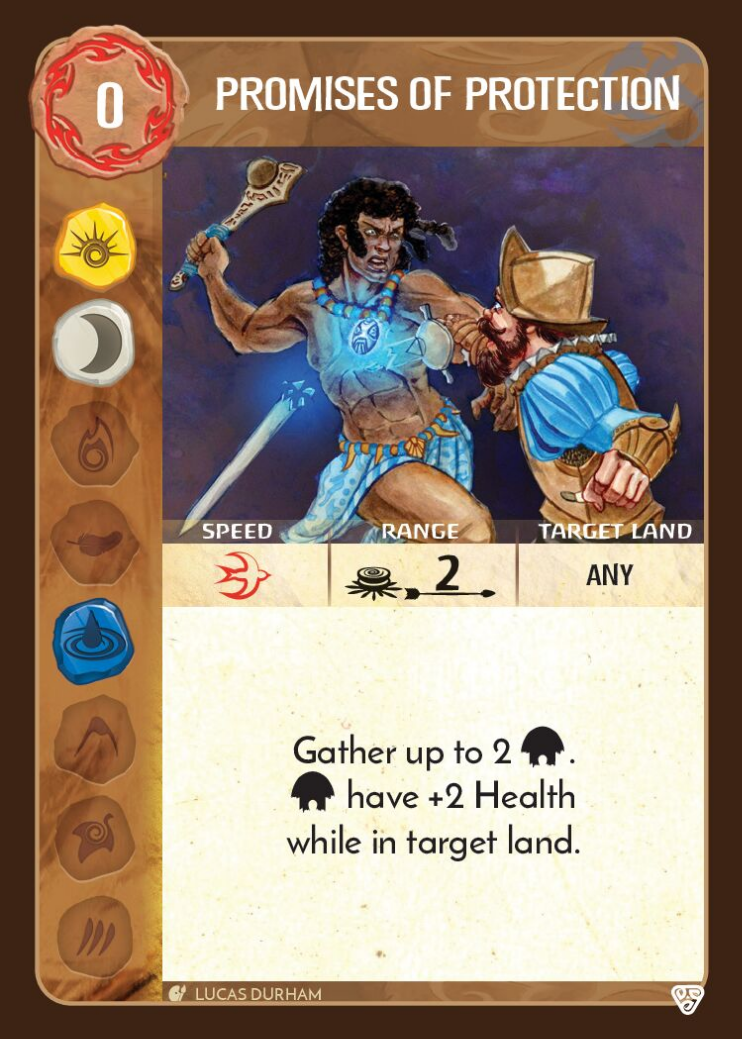 0
PROMISES OF PROTECTION
SPEED RANGE TARGET LAND
2 ANY
Gather up to 2 .
have +2 Health
while in target land.
LUCAS DURHAM